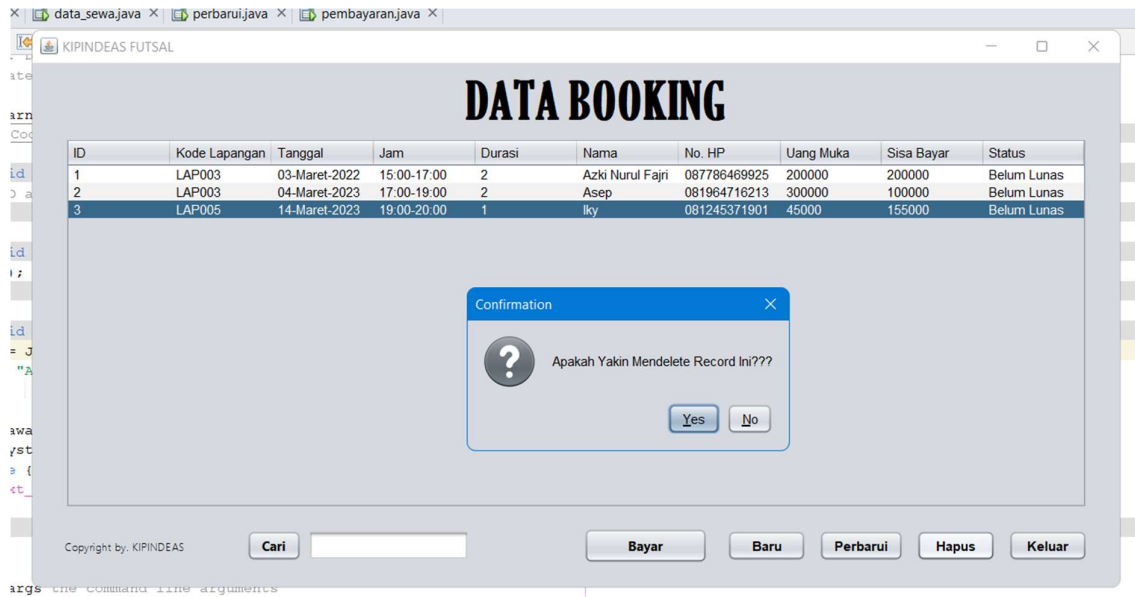 data_sewa.java perbarui.java pembayaran.java
KIPINDEAS FUTSAL
DATA BOOKING
ID Kode Lapangan Tanggal Jam Durasi Nama No. HP Uang Muka Sisa Bayar Status
1 LAP003 03-Maret-2022 15:00-17:00 2 Azki Nurul Fajri 087786469925 200000 200000 Belum Lunas
2 LAP003 04-Maret-2023 17:00-19:00 2 Asep 081964716213 300000 100000 Belum Lunas
3 LAP005 14-Maret-2023 19:00-20:00 1 Iky 081245371901 45000 155000 Belum Lunas
Confirmation
Apakah Yakin Mendelete Record Ini???
Yes No
Copyright by. KIPINDEAS Cari Bayar Baru Perbarui Hapus Keluar
args the command line arguments